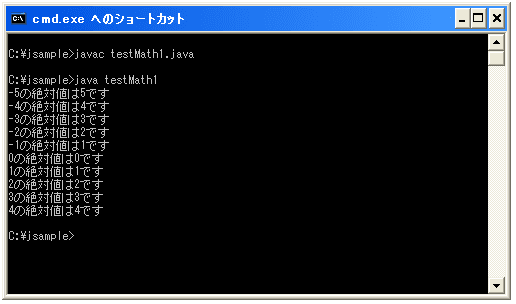 cmd.exe へのショートカット
C:¥jsample>javac testMath1.java
C:¥jsample>java testMath1
-5の絶対値は5です
-4の絶対値は4です
-3の絶対値は3です
-2の絶対値は2です
-1の絶対値は1です
0の絶対値は0です
1の絶対値は1です
2の絶対値は2です
3の絶対値は3です
4の絶対値は4です
C:¥jsample>